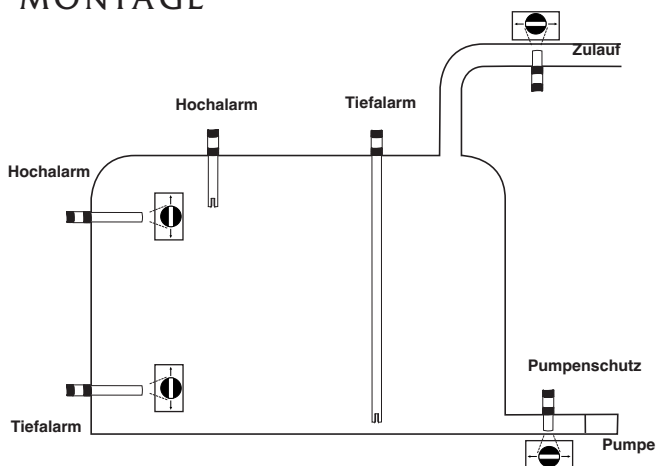 MONTAGE
Zulauf
Hochalarm
Tiefalarm
Hochalarm
Pumpenschutz
Tiefalarm
Pumpe